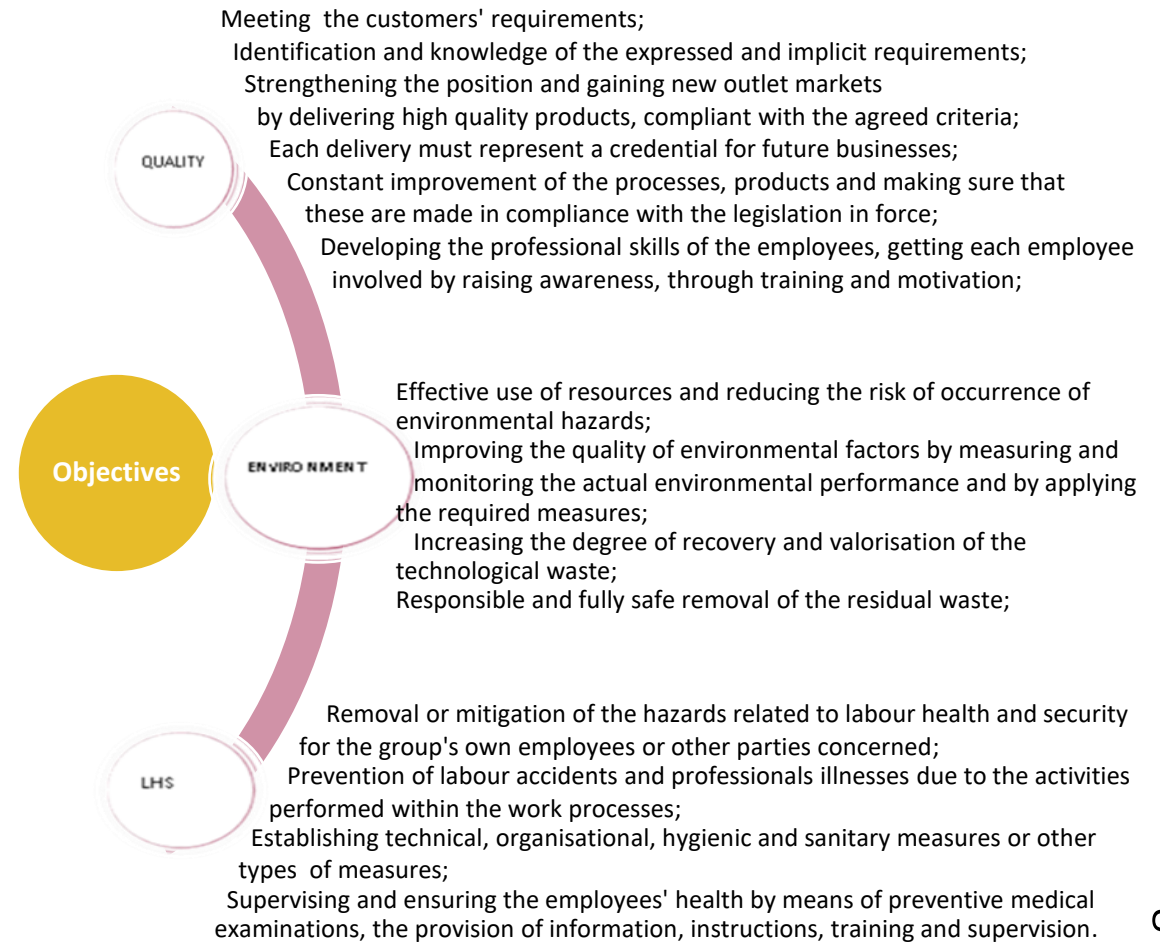 Meeting the customers' requirements;
Identification and knowledge of the expressed and implicit requirements;
Strengthening the position and gaining new outlet markets
by delivering high quality products, compliant with the agreed criteria;
Each delivery must represent a credential for future businesses;
Constant improvement of the processes, products and making sure that
these are made in compliance with the legislation in force;
Developing the professional skills of the employees, getting each employee
involved by raising awareness, through training and motivation;
QUALITY
Objectives
ENVIRONMENT
Effective use of resources and reducing the risk of occurrence of
environmental hazards;
Improving the quality of environmental factors by measuring and
monitoring the actual environmental performance and by applying
the required measures;
Increasing the degree of recovery and valorisation of the
technological waste;
Responsible and fully safe removal of the residual waste;
LHS
Removal or mitigation of the hazards related to labour health and security
for the group's own employees or other parties concerned;
Prevention of labour accidents and professionals illnesses due to the activities
performed within the work processes;
Establishing technical, organisational, hygienic and sanitary measures or other
types of measures;
Supervising and ensuring the employees' health by means of preventive medical
examinations, the provision of information, instructions, training and supervision.